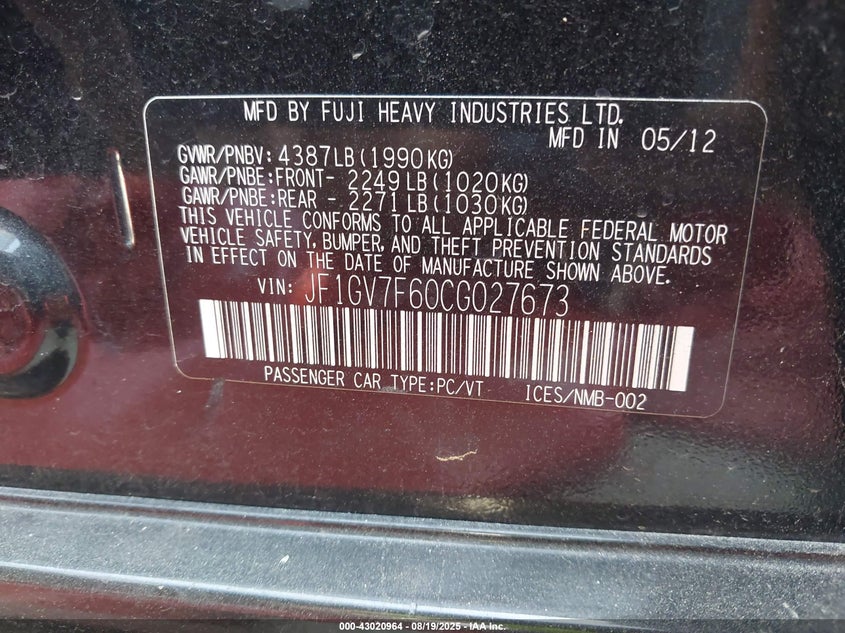 MFD BY FUJI HEAVY INDUSTRIES LTD.
MFD IN 05/12
GVWR/PNBV: 4387LB (1990KG)
GAWR/PNBE: FRONT- 2249LB (1020KG)
GAWR/PNBE: REAR - 2271LB (1030KG)
THIS VEHICLE CONFORMS TO ALL APPLICABLE FEDERAL MOTOR
VEHICLE SAFETY, BUMPER, AND THEFT PREVENTION STANDARDS
IN EFFECT ON THE DATE OF MANUFACTURE SHOWN ABOVE.
VIN: JF1GV7F60CG027673
PASSENGER CAR TYPE: PC/VT ICES/NMB-002
000-43020964 - 08/19/2025 - IAA Inc.